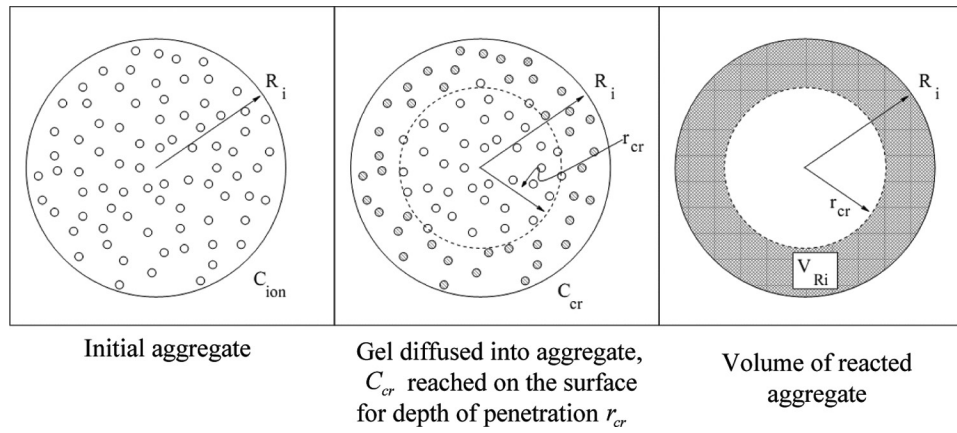 R i
C ion
R i
r cr
C cr
R i
r cr
V Ri
Initial aggregate
Gel diffused into aggregate,
C cr reached on the surface
for depth of penetration r cr
Volume of reacted
aggregate